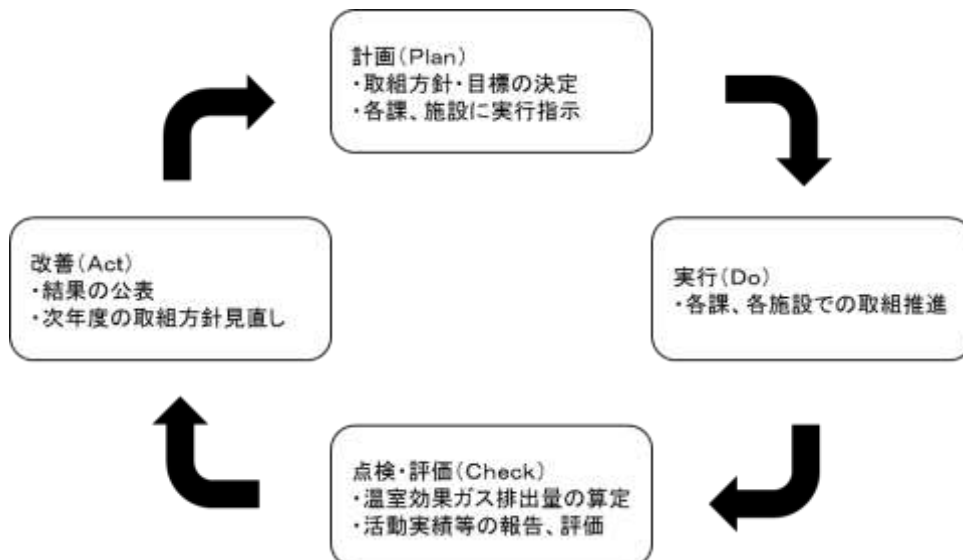 計画(Plan)
・取組方針・目標の決定
・各課、施設に実行指示
実行(Do)
・各課、各施設での取組推進
点検・評価(Check)
・温室効果ガス排出量の算定
・活動実績等の報告、評価
改善(Act)
・結果の公表
・次年度の取組方針見直し